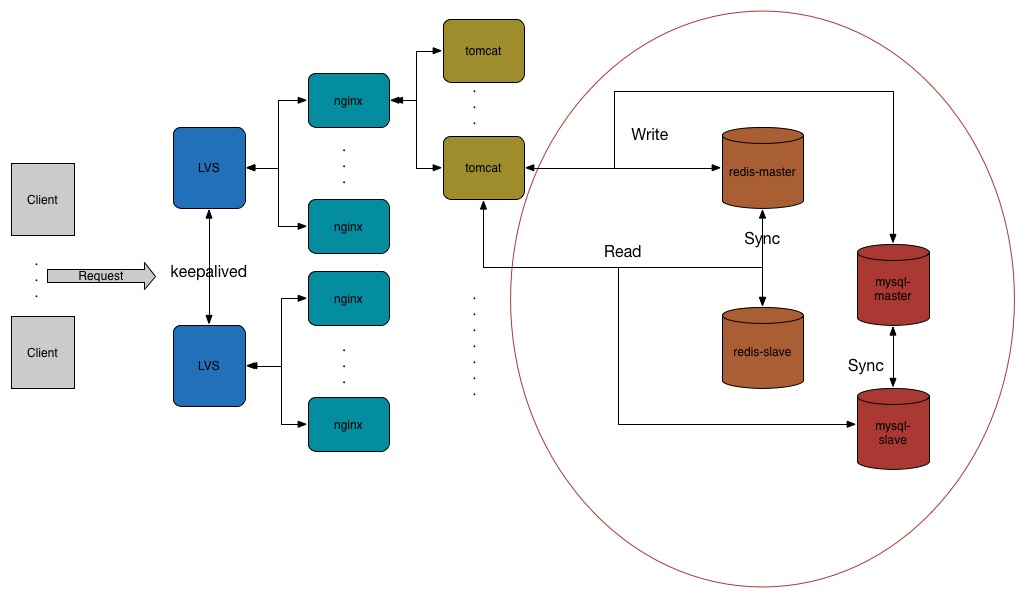 tomcat
nginx
LVS
Write
tomcat
redis-master
Client
nginx
Sync
Read
Request
keepalived
nginx
mysql-
master
Client
LVS
redis-slave
Sync
nginx
mysql-
slave